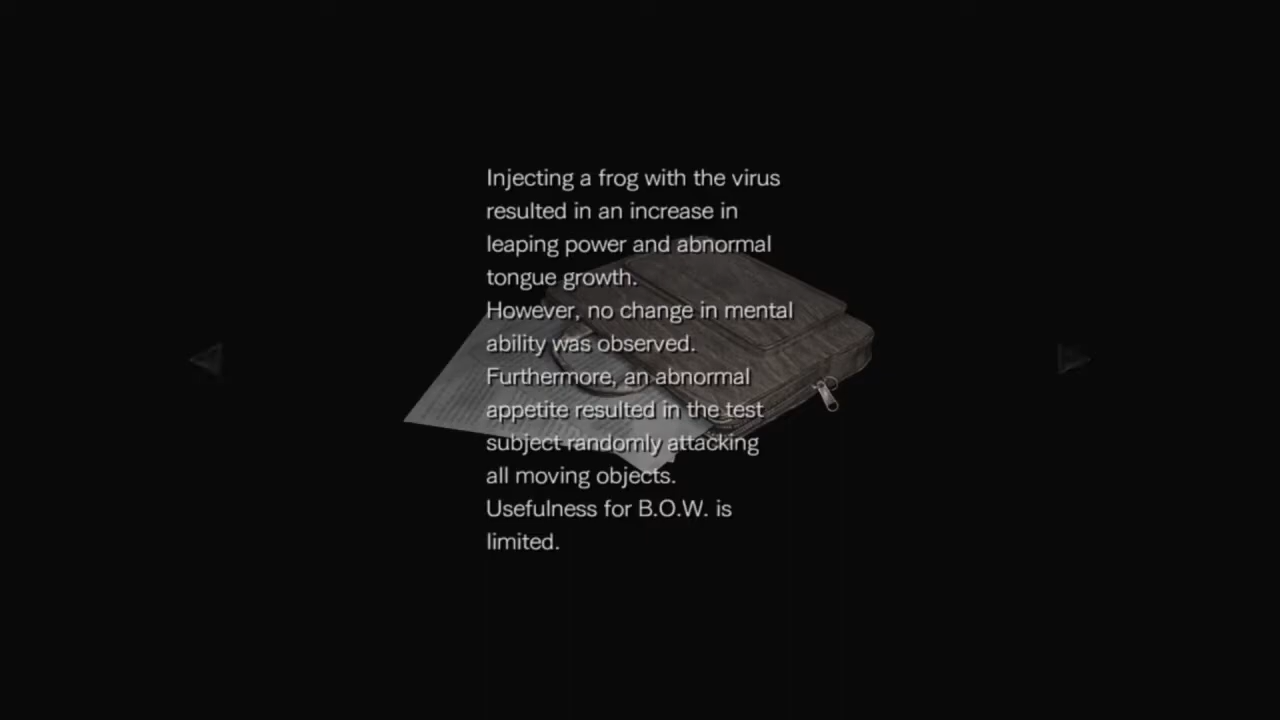 Injecting a frog with the virus
resulted in an increase in
leaping power and abnormal
tongue growth.
However, no change in mental
ability was observed.
Furthermore, an abnormal
appetite resulted in the test
subject randomly attacking
all moving objects.
Usefulness for B.O.W. is
limited.